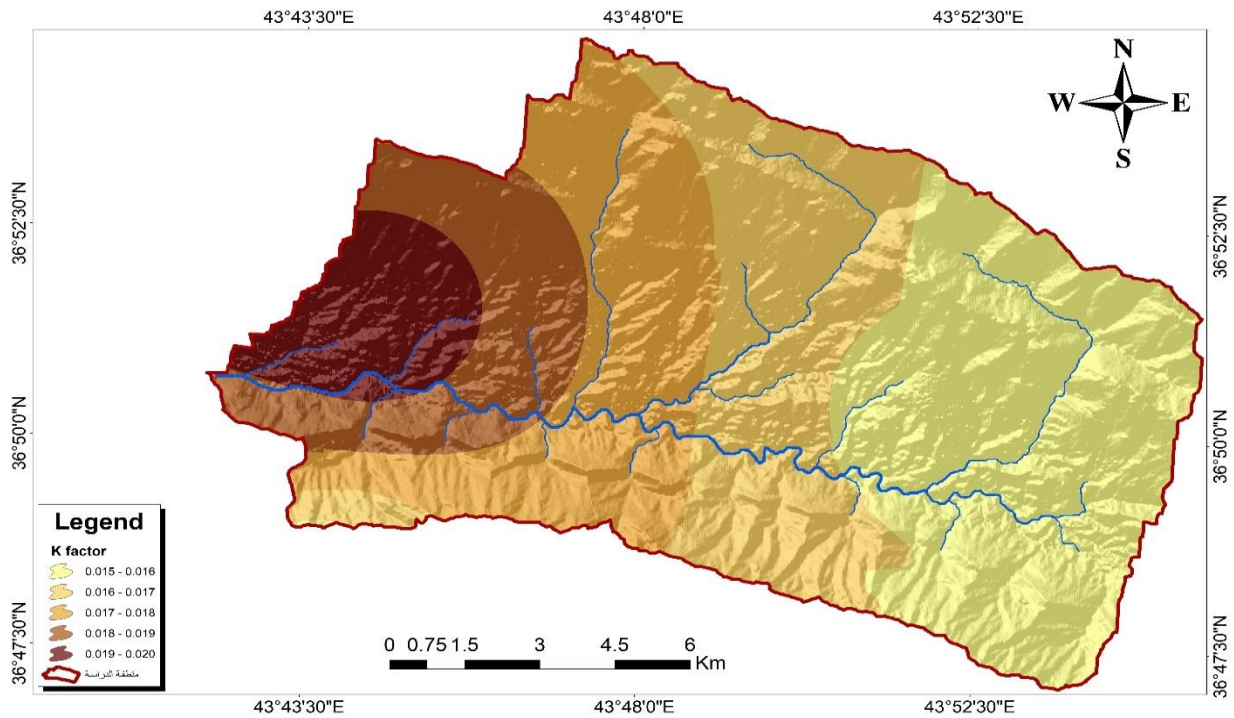 43°43'30"E 43°48'0"E 43°52'30"E
N
W E
S
36°52'30"N 36°52'30"N
36°50'0"N 36°50'0"N
36°47'30"N 36°47'30"N
Legend
K factor
0.015 - 0.016
0.016 - 0.017
0.017 - 0.018
0.018 - 0.019
0.019 - 0.020
منطقة الدراسة
0 0.75 1.5 3 4.5 6
Km
43°43'30"E 43°48'0"E 43°52'30"E